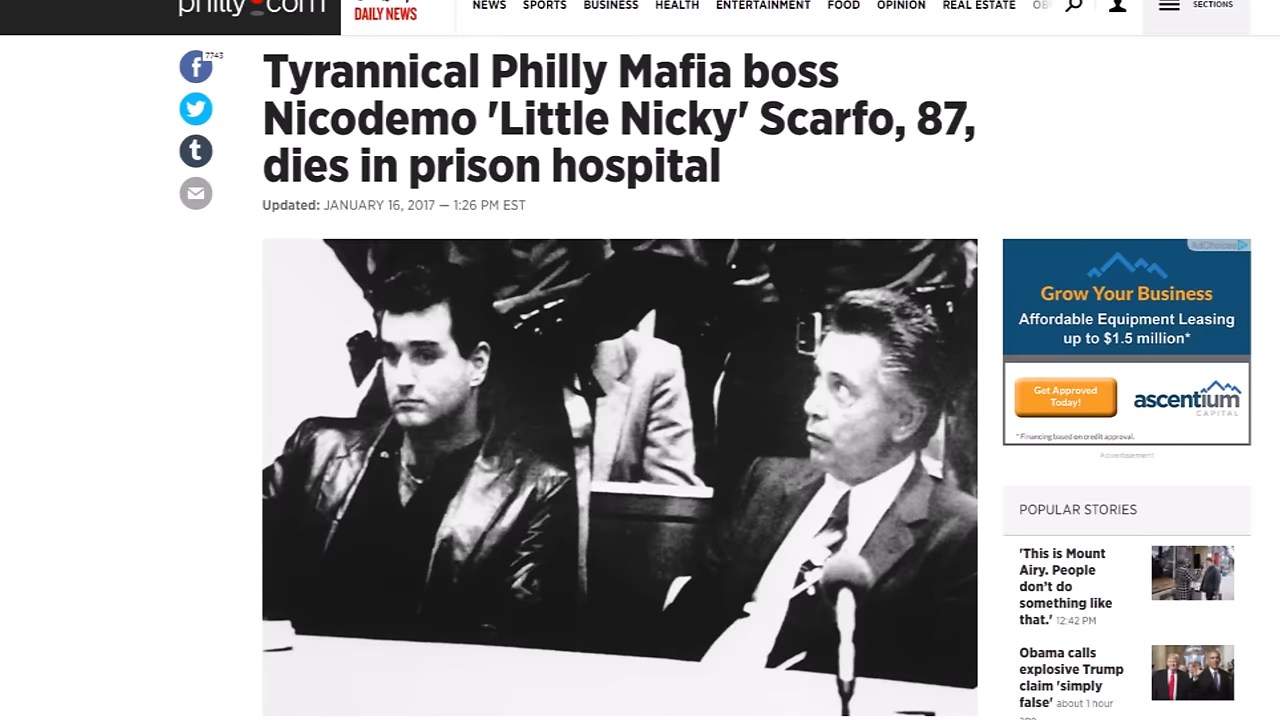 philly.com
DAILY NEWS
NEWS SPORTS BUSINESS HEALTH ENTERTAINMENT FOOD OPINION REAL ESTATE
SECTIONS
7743
Tyrannical Philly Mafia boss
Nicodemo 'Little Nicky' Scarfo, 87,
dies in prison hospital
Updated: JANUARY 16, 2017 — 1:26 PM EST
AdChoices
Grow Your Business
Affordable Equipment Leasing
up to $1.5 million*
Get Approved
Today!
ascentium
CAPITAL
* Financing based on credit approval.
Advertisement
POPULAR STORIES
'This is Mount
Airy. People
don't do
something like
that.' 12:42 PM
Obama calls
explosive Trump
claim 'simply
false' about 1 hour